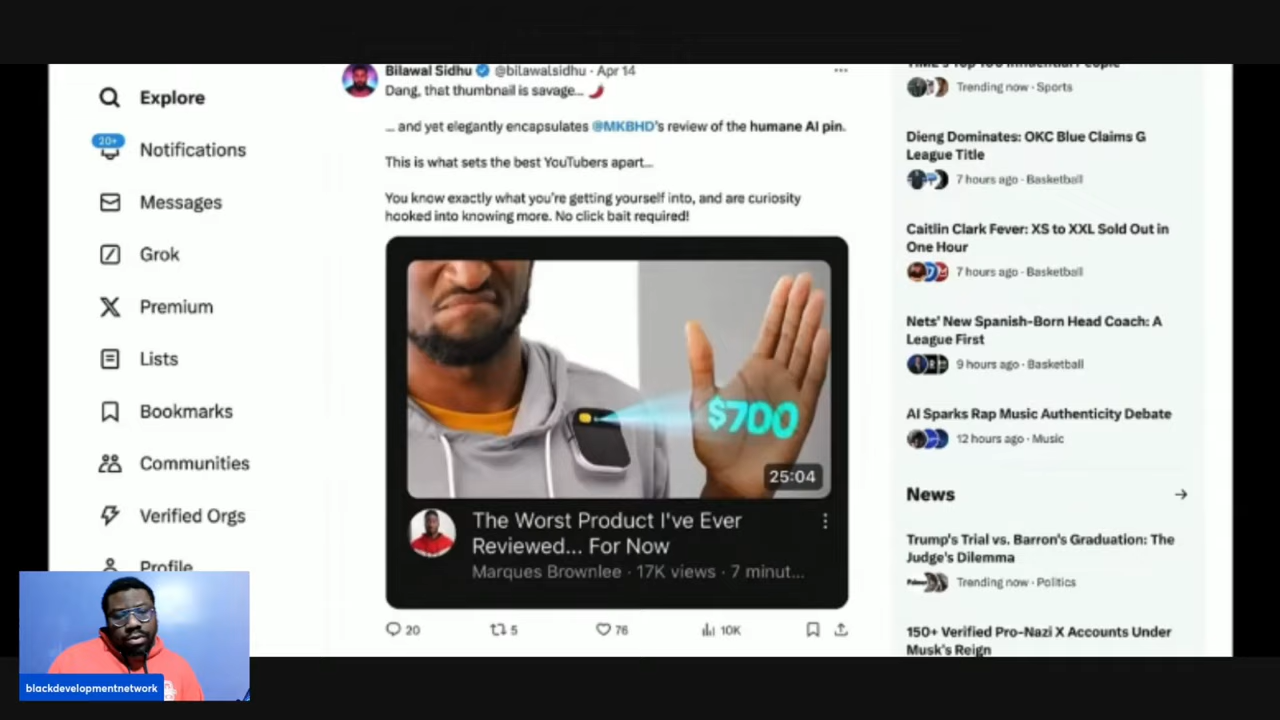 Explore
20+
Notifications
Messages
Grok
Premium
Lists
Bookmarks
Communities
Verified Orgs
Profile
blackdevelopmentnetwork
Bilawal Sidhu @bilawalsidhu · Apr 14
Dang, that thumbnail is savage...
... and yet elegantly encapsulates @MKBHD's review of the humane AI pin.
This is what sets the best YouTubers apart...
You know exactly what you're getting yourself into, and are curiosity
hooked into knowing more. No click bait required!
$700
25:04
The Worst Product I've Ever
Reviewed... For Now
Marques Brownlee · 17K views · 7 minut...
20
5
76
10K
TIME's Top 100 Influential People
Trending now · Sports
Dieng Dominates: OKC Blue Claims G
League Title
7 hours ago · Basketball
Caitlin Clark Fever: XS to XXL Sold Out in
One Hour
7 hours ago · Basketball
Nets' New Spanish-Born Head Coach: A
League First
9 hours ago · Basketball
AI Sparks Rap Music Authenticity Debate
12 hours ago · Music
News
Trump's Trial vs. Barron's Graduation: The
Judge's Dilemma
Trending now · Politics
150+ Verified Pro-Nazi X Accounts Under
Musk's Reign